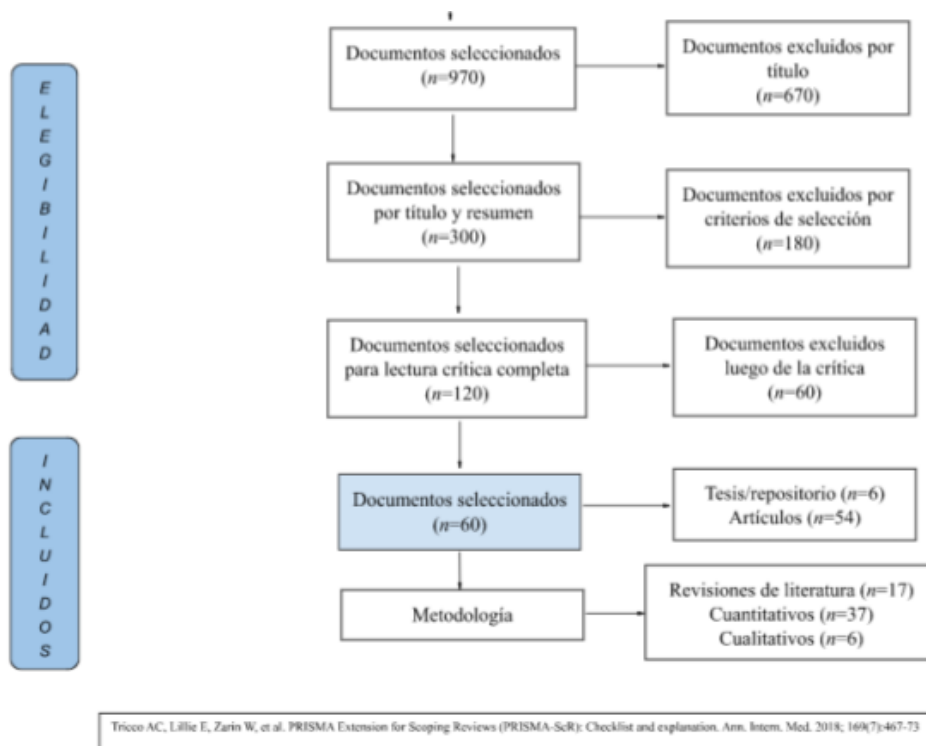 ELEGIBILIDAD
Documentos seleccionados
(n=970)
Documentos excluidos por
título
(n=670)
Documentos seleccionados
por título y resumen
(n=300)
Documentos excluidos por
criterios de selección
(n=180)
Documentos seleccionados
para lectura crítica completa
(n=120)
Documentos excluidos
luego de la crítica
(n=60)
INCLUIDOS
Documentos seleccionados
(n=60)
Tesis/repositorio (n=6)
Artículos (n=54)
Metodología
Revisiones de literatura (n=17)
Cuantitativos (n=37)
Cualitativos (n=6)
Tricco AC, Lillie E, Zarin W, et al. PRISMA Extension for Scoping Reviews (PRISMA-ScR): Checklist and explanation. Ann. Intern. Med. 2018; 169(7):467-73